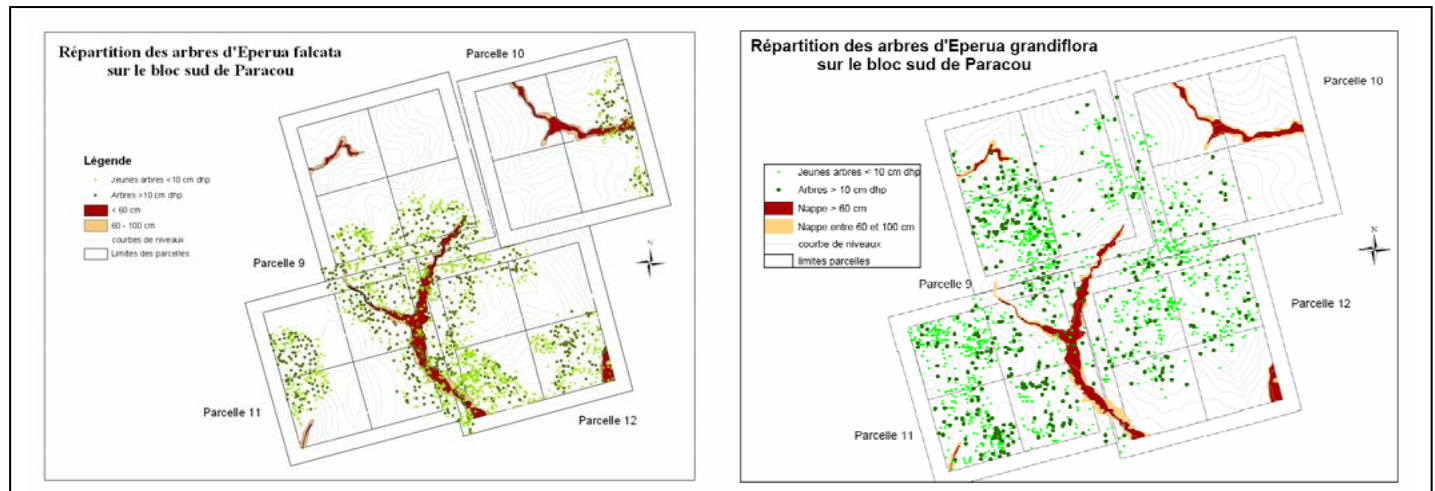 Répartition des arbres d'Eperua falcata
sur le bloc sud de Paracou
Parcelle 10
Légende
Jeunes arbres <10 cm dhp
Arbres >10 cm dhp
< 60 cm
60 - 100 cm
courbes de niveaux
Limites des parcelles
N
Parcelle 9
Parcelle 11
Parcelle 12
Répartition des arbres d'Eperua grandiflora
sur le bloc sud de Paracou
Parcelle 10
Jeunes arbres < 10 cm dhp
Arbres > 10 cm dhp
Nappe > 60 cm
Nappe entre 60 et 100 cm
courbe de niveaux
limites parcelles
N
Parcelle 9
Parcelle 12
Parcelle 11